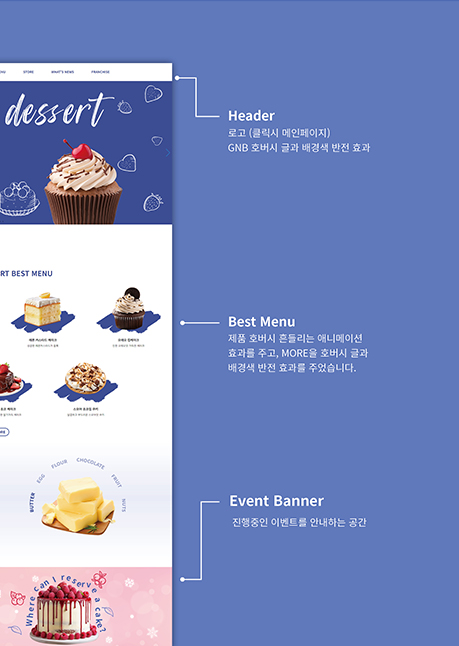 STORE
WHAT'S NEWS
FRANCHISE
dessert
Header
로고 (클릭시 메인페이지)
GNB 호버시 글과 배경색 반전 효과
RT BEST MENU
Best Menu
제품 호버시 흔들리는 애니메이션
효과를 주고, MORE을 호버시 글과
배경색 반전 효과를 주었습니다.
BUTTER EGG FLOUR CHOCOLATE FRUIT NUTS
Event Banner
진행중인 이벤트를 안내하는 공간
Where can I reserve a cake?